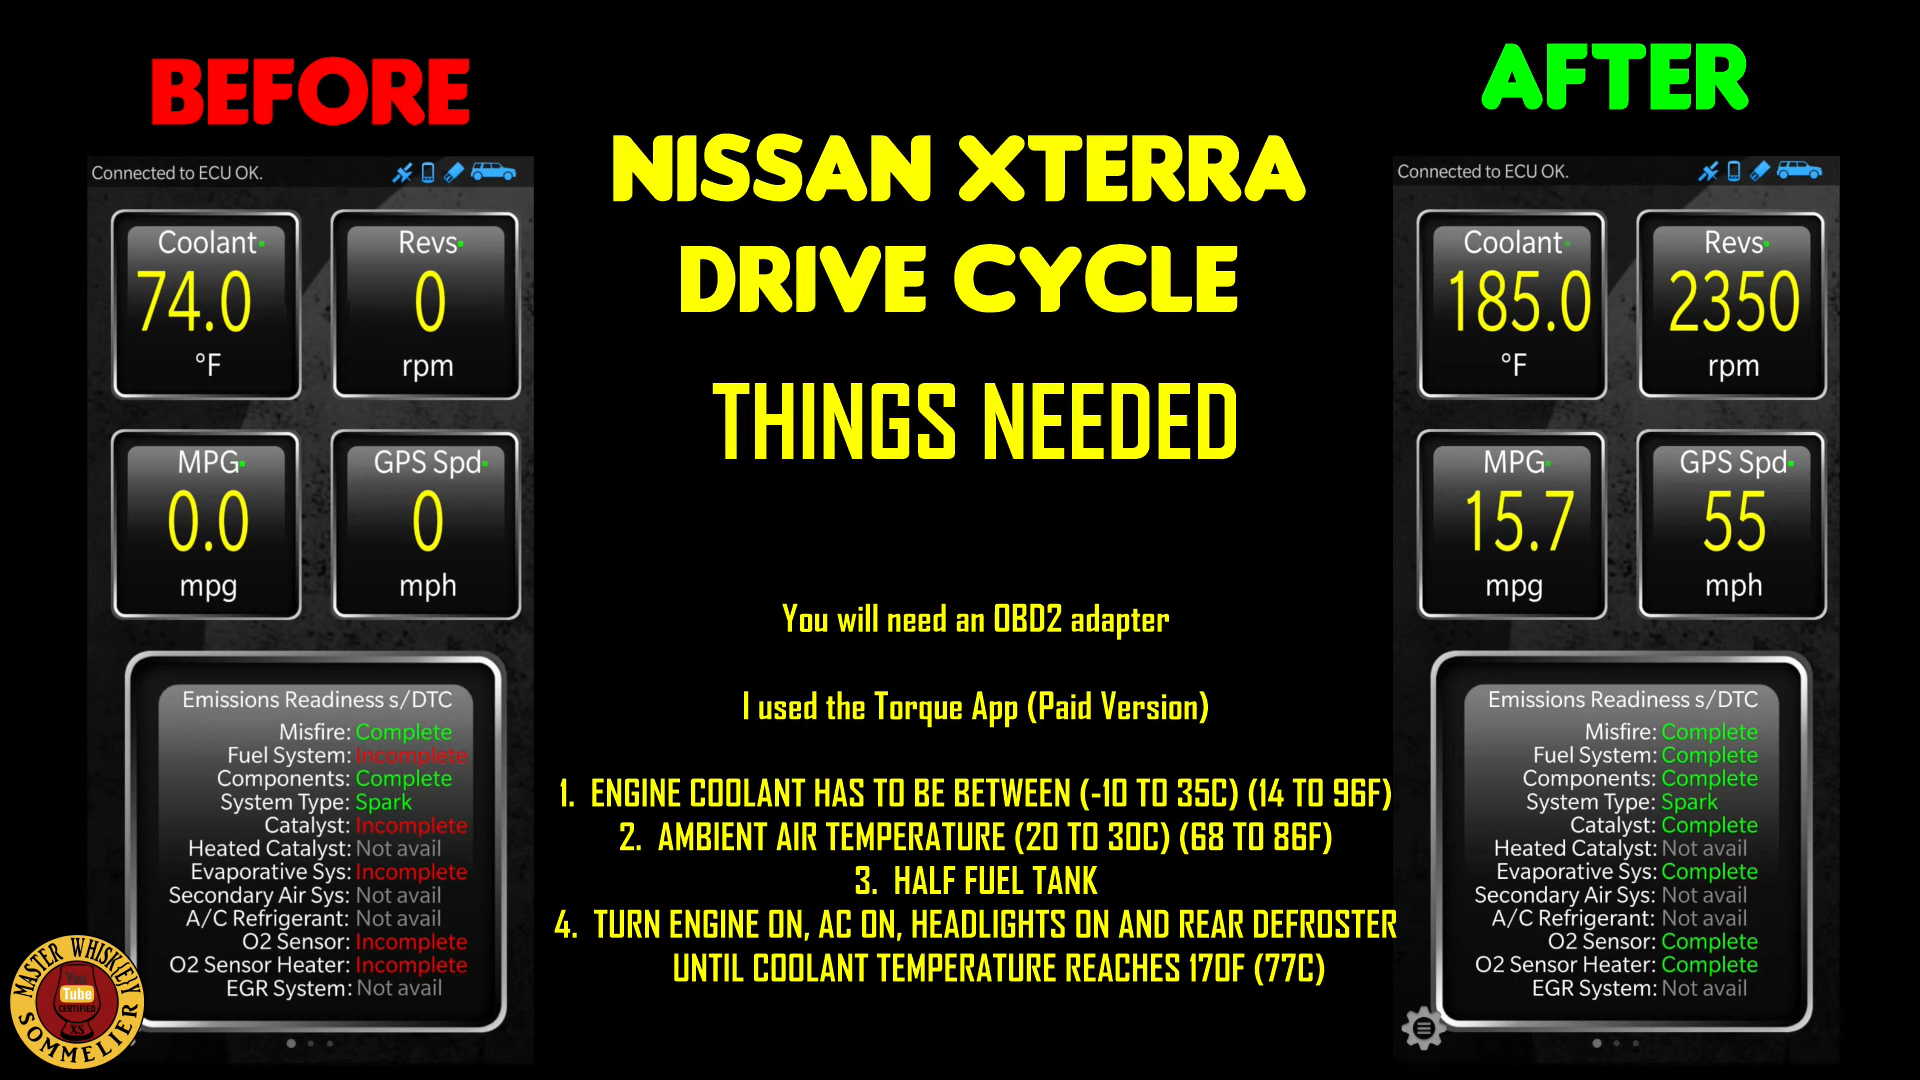 BEFORE
Connected to ECU OK.
Coolant
74.0
°F
Revs
0
rpm
MPG
0.0
mpg
GPS Spd
0
mph
Emissions Readiness s/DTC
Misfire: Complete
Fuel System: Incomplete
Components: Complete
System Type: Spark
Catalyst: Incomplete
Heated Catalyst: Not avail
Evaporative Sys: Incomplete
Secondary Air Sys: Not avail
A/C Refrigerant: Not avail
O2 Sensor: Incomplete
O2 Sensor Heater: Incomplete
EGR System: Not avail
MASTER WHISKIEY
You
Tube
CERTIFIED
XS
SOMMELIER
NISSAN XTERRA
DRIVE CYCLE
THINGS NEEDED
You will need an OBD2 adapter
I used the Torque App (Paid Version)
1. ENGINE COOLANT HAS TO BE BETWEEN (-10 TO 35C) (14 TO 96F)
2. AMBIENT AIR TEMPERATURE (20 TO 30C) (68 TO 86F)
3. HALF FUEL TANK
4. TURN ENGINE ON, AC ON, HEADLIGHTS ON AND REAR DEFROSTER
UNTIL COOLANT TEMPERATURE REACHES 170F (77C)
AFTER
Connected to ECU OK.
Coolant
185.0
°F
Revs
2350
rpm
MPG
15.7
mpg
GPS Spd
55
mph
Emissions Readiness s/DTC
Misfire: Complete
Fuel System: Complete
Components: Complete
System Type: Spark
Catalyst: Complete
Heated Catalyst: Not avail
Evaporative Sys: Complete
Secondary Air Sys: Not avail
A/C Refrigerant: Not avail
O2 Sensor: Complete
O2 Sensor Heater: Complete
EGR System: Not avail